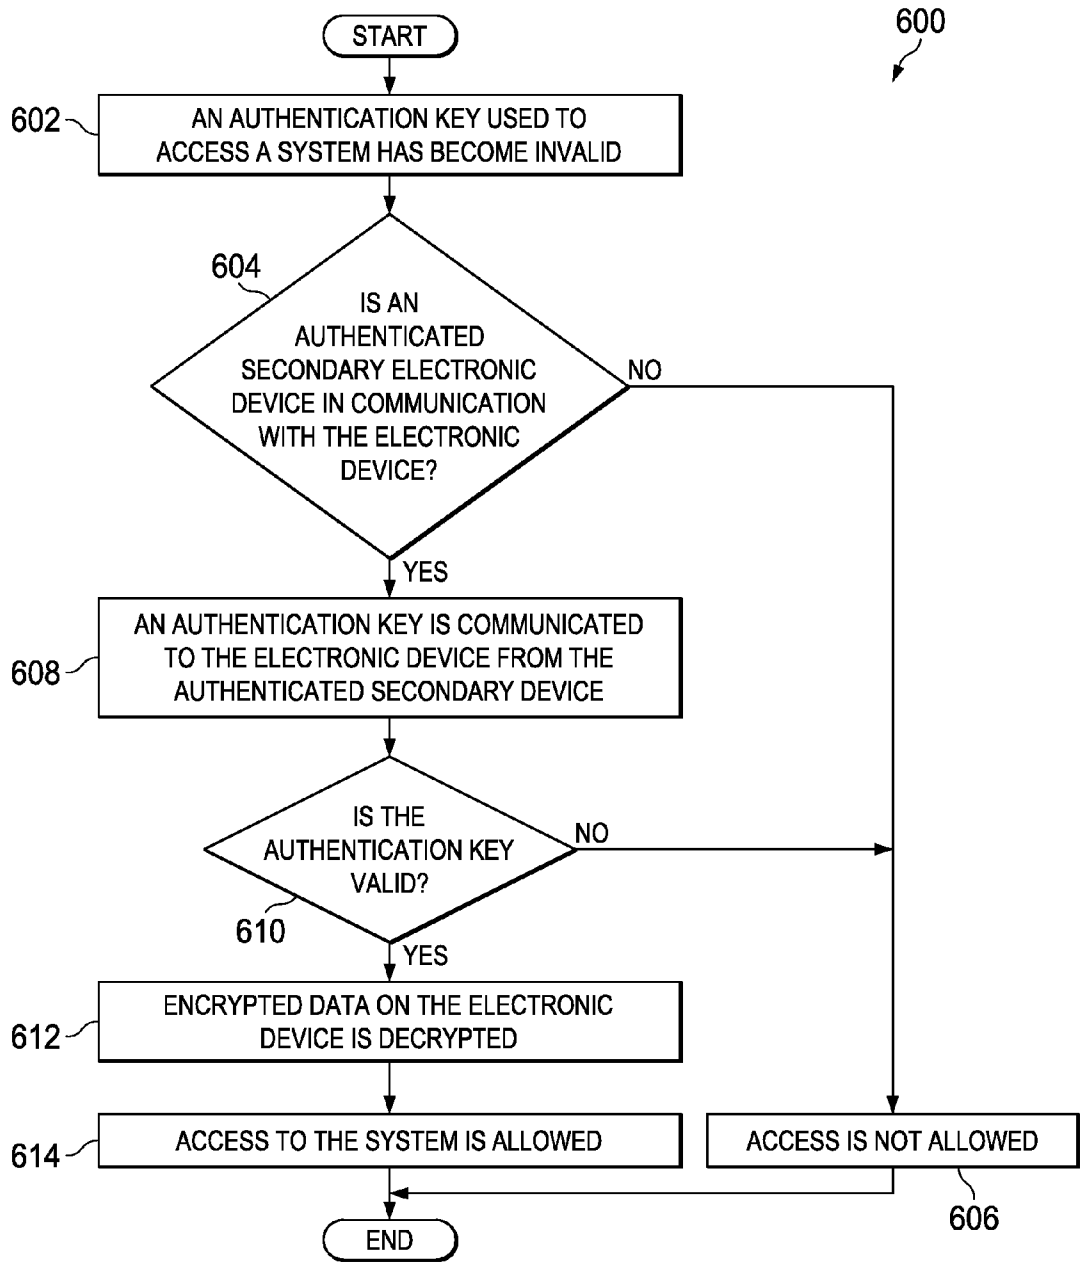 START
600
602
AN AUTHENTICATION KEY USED TO
ACCESS A SYSTEM HAS BECOME INVALID
604
IS AN
AUTHENTICATED
SECONDARY ELECTRONIC
DEVICE IN COMMUNICATION
WITH THE ELECTRONIC
DEVICE?
NO
YES
608
AN AUTHENTICATION KEY IS COMMUNICATED
TO THE ELECTRONIC DEVICE FROM THE
AUTHENTICATED SECONDARY DEVICE
IS THE
AUTHENTICATION KEY
VALID?
NO
610
YES
612
ENCRYPTED DATA ON THE ELECTRONIC
DEVICE IS DECRYPTED
614
ACCESS TO THE SYSTEM IS ALLOWED
ACCESS IS NOT ALLOWED
606
END